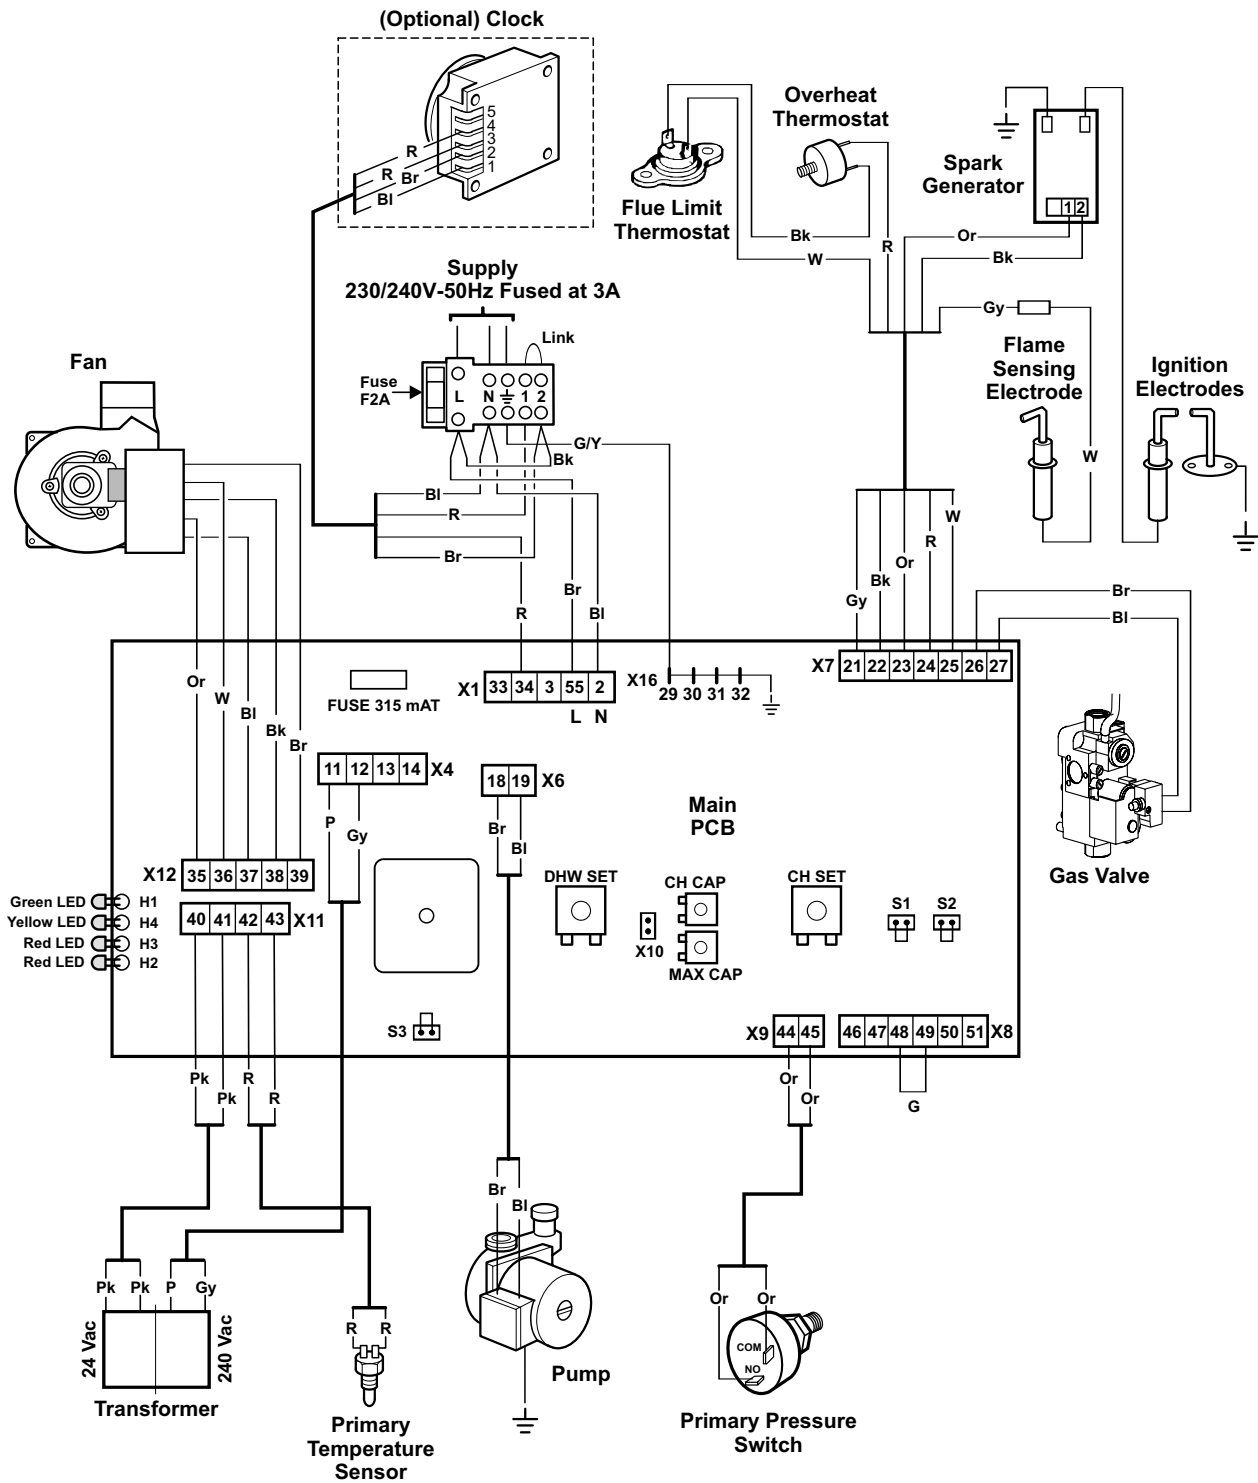 (Optional) Clock
5
4
3
2
1
R
R
Br
Bl
Overheat
Thermostat
Flue Limit
Thermostat
Spark
Generator
1 2
Bk
W
R
Or
Bk
Gy
Supply
230/240V-50Hz Fused at 3A
Link
Fuse
F2A
L N 1 2
G/Y
Bk
Fan
Flame
Sensing
Electrode
Ignition
Electrodes
W
Bl
R
Br
R
Br
Bl
Gy
Bk
Or
R
W
Br
Bl
Or
W
Bl
Bk
Br
FUSE 315 mAT
X1 33 34 3 55 2
L N
X16
29 30 31 32
X7 21 22 23 24 25 26 27
11 12 13 14 X4
18 19 X6
P
Gy
Br
Bl
Main
PCB
Gas Valve
X12 35 36 37 38 39
40 41 42 43 X11
Green LED H1
Yellow LED H4
Red LED H3
Red LED H2
DHW SET
CH CAP
X10
MAX CAP
CH SET
S1
S2
S3
X9 44 45
46 47 48 49 50 51 X8
Pk
Pk
R
R
Or
Or
G
Br
Bl
Pk Pk P Gy
24 Vac
240 Vac
Transformer
R R
Primary
Temperature
Sensor
Pump
Or Or
COM
NO
Primary Pressure
Switch